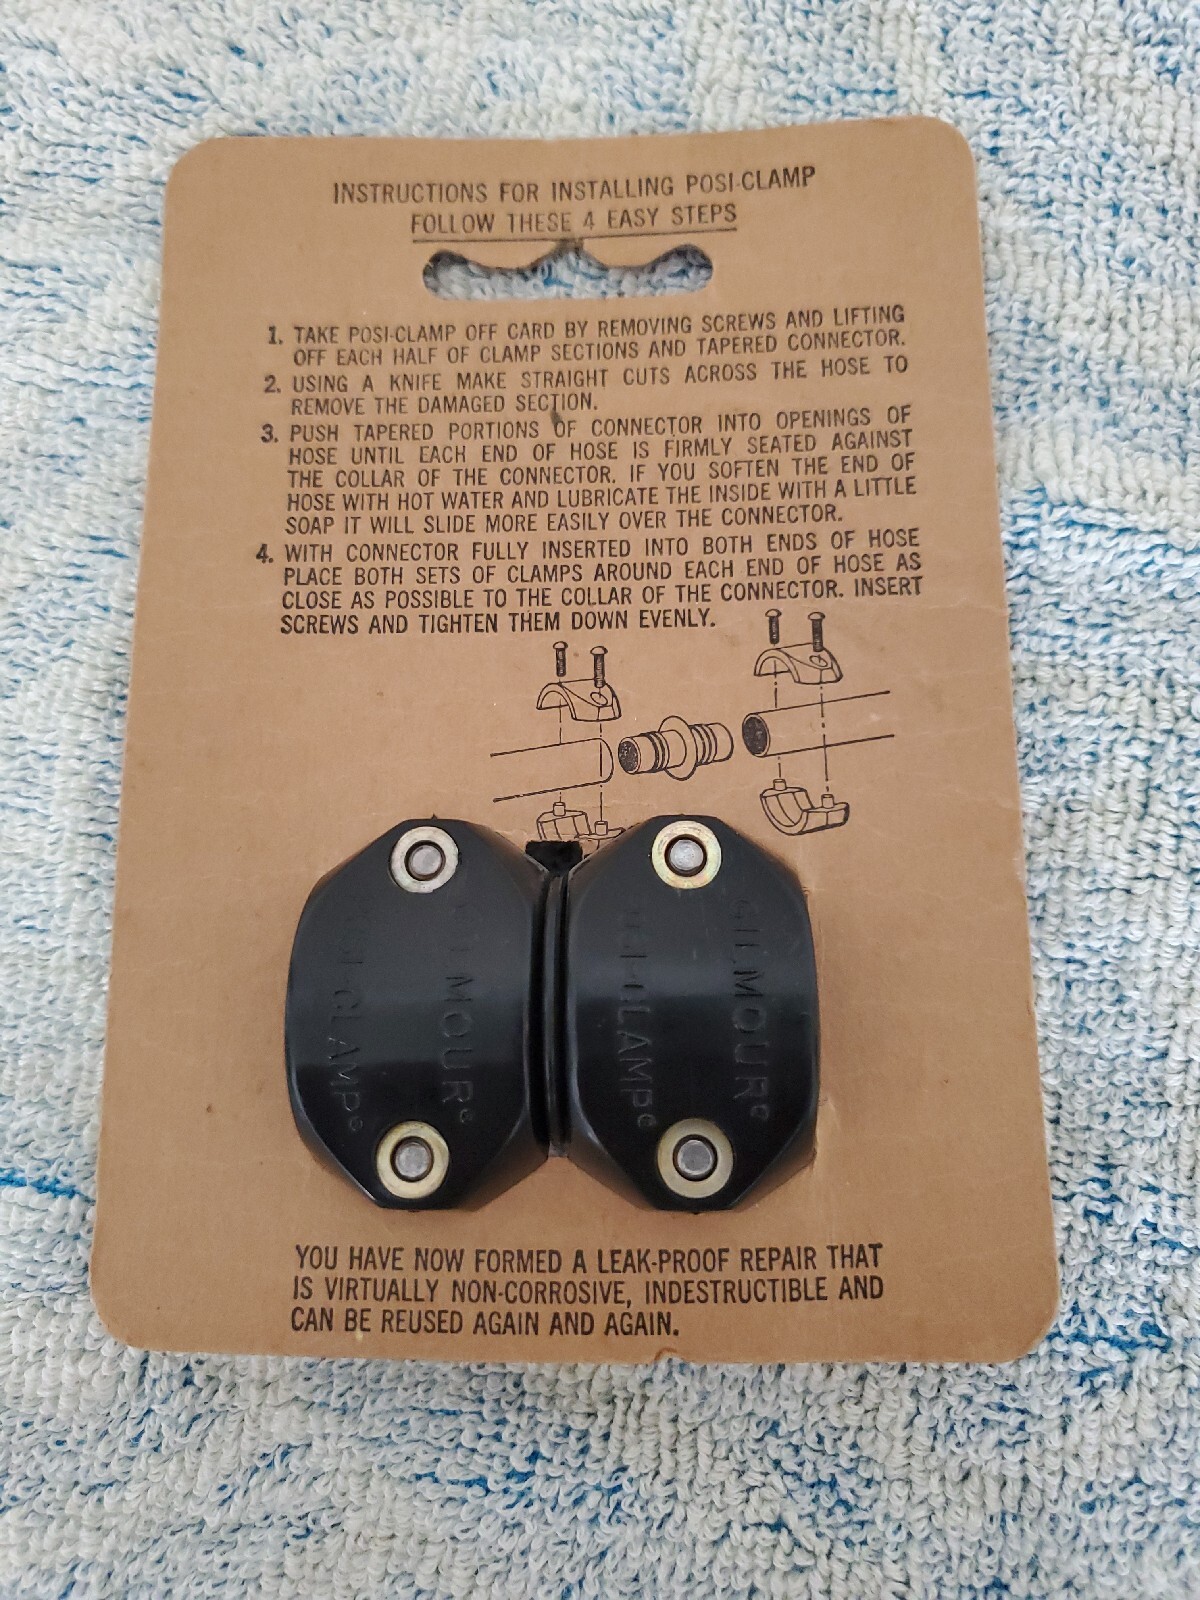 INSTRUCTIONS FOR INSTALLING POSI-CLAMP
FOLLOW THESE 4 EASY STEPS
1. TAKE POSI-CLAMP OFF CARD BY REMOVING SCREWS AND LIFTING
OFF EACH HALF OF CLAMP SECTIONS AND TAPERED CONNECTOR.
2. USING A KNIFE MAKE STRAIGHT CUTS ACROSS THE HOSE TO
REMOVE THE DAMAGED SECTION.
3. PUSH TAPERED PORTIONS OF CONNECTOR INTO OPENINGS OF
HOSE UNTIL EACH END OF HOSE IS FIRMLY SEATED AGAINST
THE COLLAR OF THE CONNECTOR. IF YOU SOFTEN THE END OF
HOSE WITH HOT WATER AND LUBRICATE THE INSIDE WITH A LITTLE
SOAP IT WILL SLIDE MORE EASILY OVER THE CONNECTOR.
4. WITH CONNECTOR FULLY INSERTED INTO BOTH ENDS OF HOSE
PLACE BOTH SETS OF CLAMPS AROUND EACH END OF HOSE AS
CLOSE AS POSSIBLE TO THE COLLAR OF THE CONNECTOR. INSERT
SCREWS AND TIGHTEN THEM DOWN EVENLY.
GILMOUR®
GILMOUR®
YOU HAVE NOW FORMED A LEAK-PROOF REPAIR THAT
IS VIRTUALLY NON-CORROSIVE, INDESTRUCTIBLE AND
CAN BE REUSED AGAIN AND AGAIN.